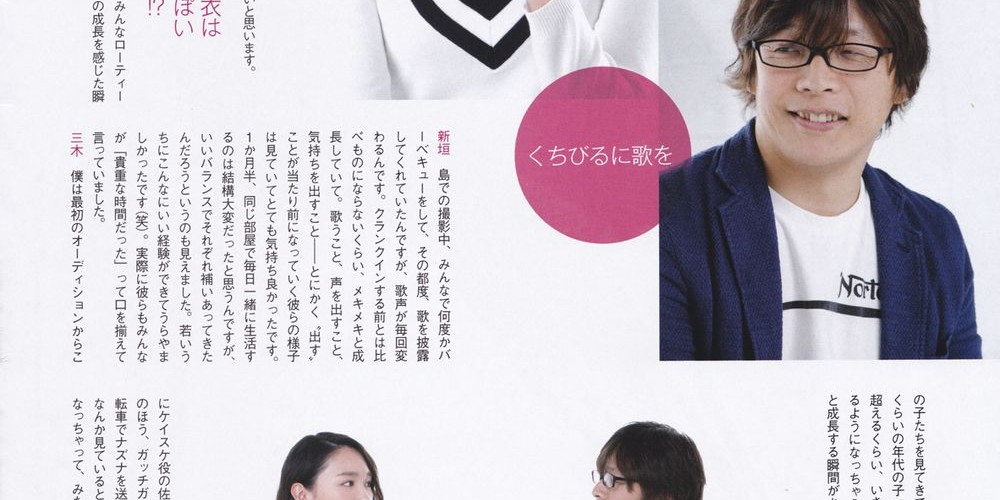 衣は
ぽい
!?
いと思います。
みんなローティー
の成長を感じた瞬
くちびるに歌を
新垣　島での撮影中、みんなで何度かバ
ーベキューをして、その都度、歌を披露
してくれていたんですが、歌声が毎回変
わるんです。クランクインする前とは比
べものにならないくらい、メキメキと成
長していて。歌うこと、声を出すこと、
気持ちを出すこと――とにかく〝出す〟
ことが当たり前になっていく彼らの様子
は見ていてとても気持ち良かったです。
1か月半、同じ部屋で毎日一緒に生活す
るのは結構大変だったと思うんですが、
いいバランスでそれぞれ補いあってきた
んだろうというのも見えました。若いう
ちにこんなにいい経験ができてうらやま
しかったです（笑）。実際に彼らもみんな
が「貴重な時間だった」って口を揃えて
言っていました。
三木　僕は最初のオーディションからこ
Norte
の子たちを見てきて
くらいの年代の子
超えるくらい、い
るようになっちゃ
と成長する瞬間が
にケイスケ役の佐
のほう、ガッチガ
転車でナズナを送
なんか見ていると
なっちゃって、みた